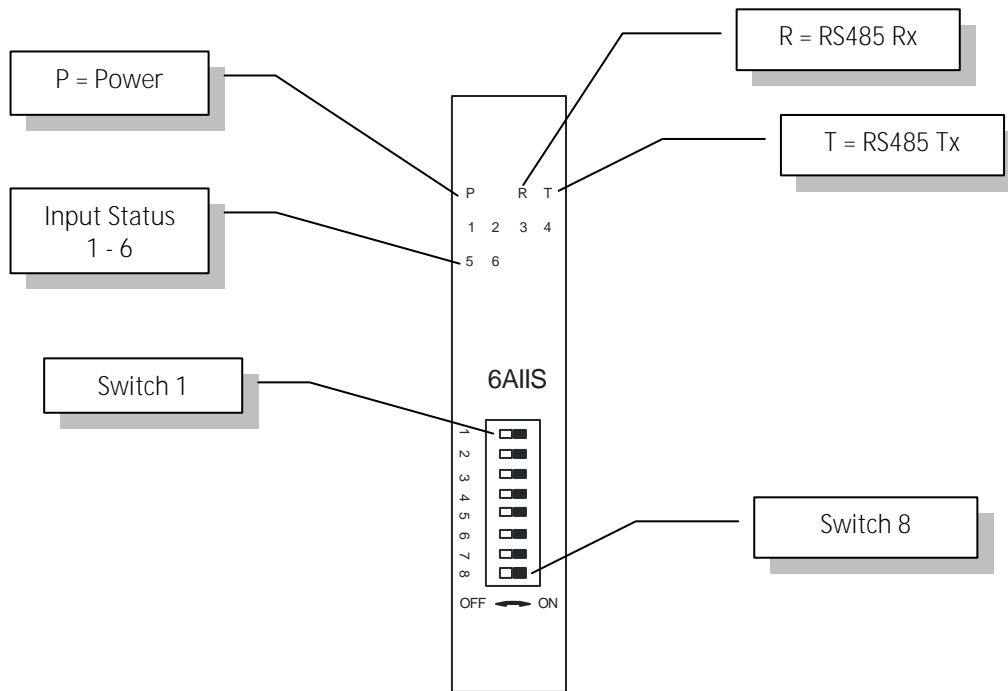 R = RS485 Rx
P = Power
T = RS485 Tx
P R T
Input Status
1 - 6
1 2 3 4
5 6
Switch 1
6AIIS
1
2
3
4
5
6
7
8
Switch 8
OFF ON